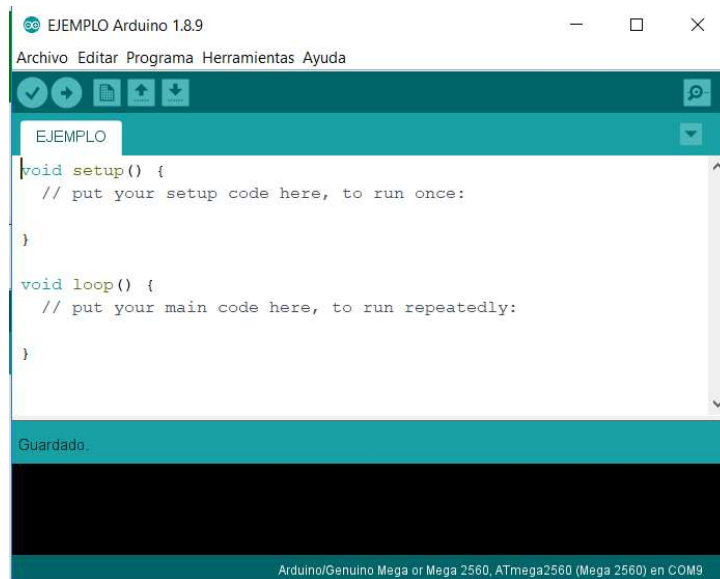 EJEMPLO Arduino 1.8.9
Archivo Editar Programa Herramientas Ayuda
EJEMPLO
void setup() {
  // put your setup code here, to run once:
}
void loop() {
  // put your main code here, to run repeatedly:
}
Guardado.
Arduino/Genuino Mega or Mega 2560, ATmega2560 (Mega 2560) en COM9